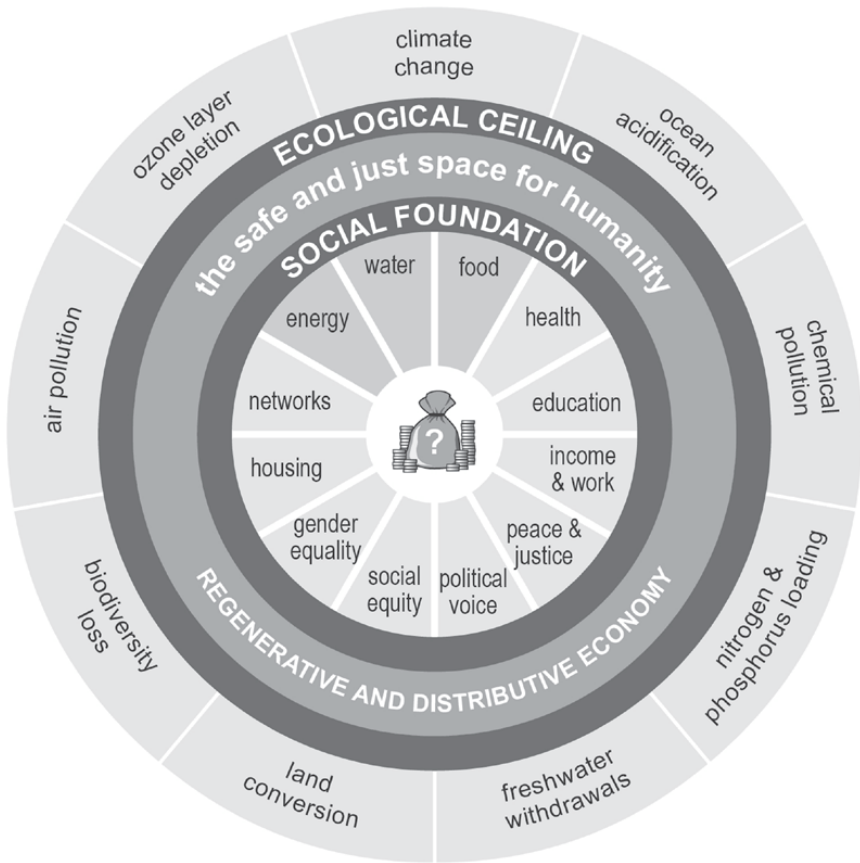 climate
change
ocean
acidification
chemical
pollution
nitrogen &
phosphorus loading
freshwater
withdrawals
land
conversion
biodiversity
loss
air pollution
ozone layer
depletion
ECOLOGICAL CEILING
the safe and just space for humanity
SOCIAL FOUNDATION
water
food
energy
health
networks
education
housing
income
& work
gender
equality
peace &
justice
social
equity
political
voice
?
REGENERATIVE AND DISTRIBUTIVE ECONOMY